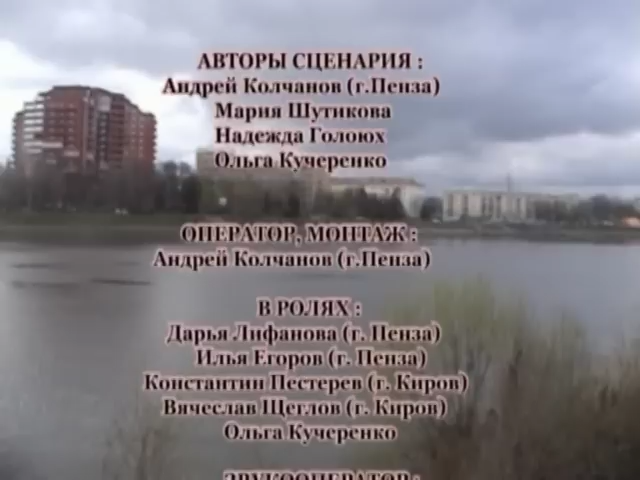 АВТОРЫ СЦЕНАРИЯ :
Андрей Колчанов (г.Пенза)
Мария Шутикова
Надежда Голоюх
Ольга Кучеренко
ОПЕРАТОР, МОНТАЖ :
Андрей Колчанов (г.Пенза)
В РОЛЯХ :
Дарья Лифанова (г. Пенза)
Илья Егоров (г. Пенза)
Константин Пестерев (г. Киров)
Вячеслав Щеглов (г. Киров)
Ольга Кучеренко
ЗВУКООПЕРАТОР :